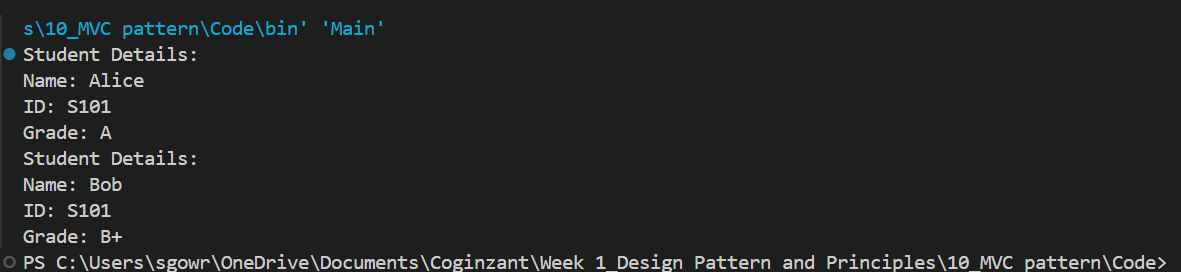 s\10_MVC pattern\Code\bin' 'Main'
Student Details:
Name: Alice
ID: S101
Grade: A
Student Details:
Name: Bob
ID: S101
Grade: B+
PS C:\Users\sgowr\OneDrive\Documents\Coginzant\Week 1_Design Pattern and Principles\10_MVC pattern\Code>